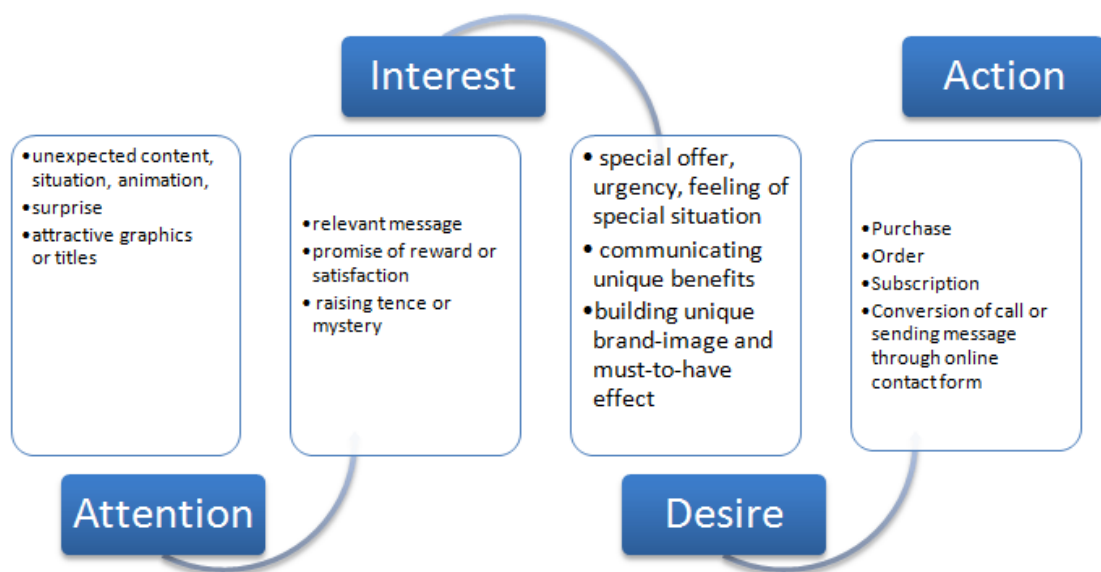 Interest
Action
•unexpected content,
situation, animation,
•surprise
•attractive graphics
or titles
•relevant message
•promise of reward or
satisfaction
• raising tence or
mystery
• special offer,
urgency, feeling of
special situation
• communicating
unique benefits
•building unique
brand-image and
must-to-have
effect
•Purchase
•Order
•Subscription
•Conversion of call or
sending message
through online
contact form
Attention
Desire